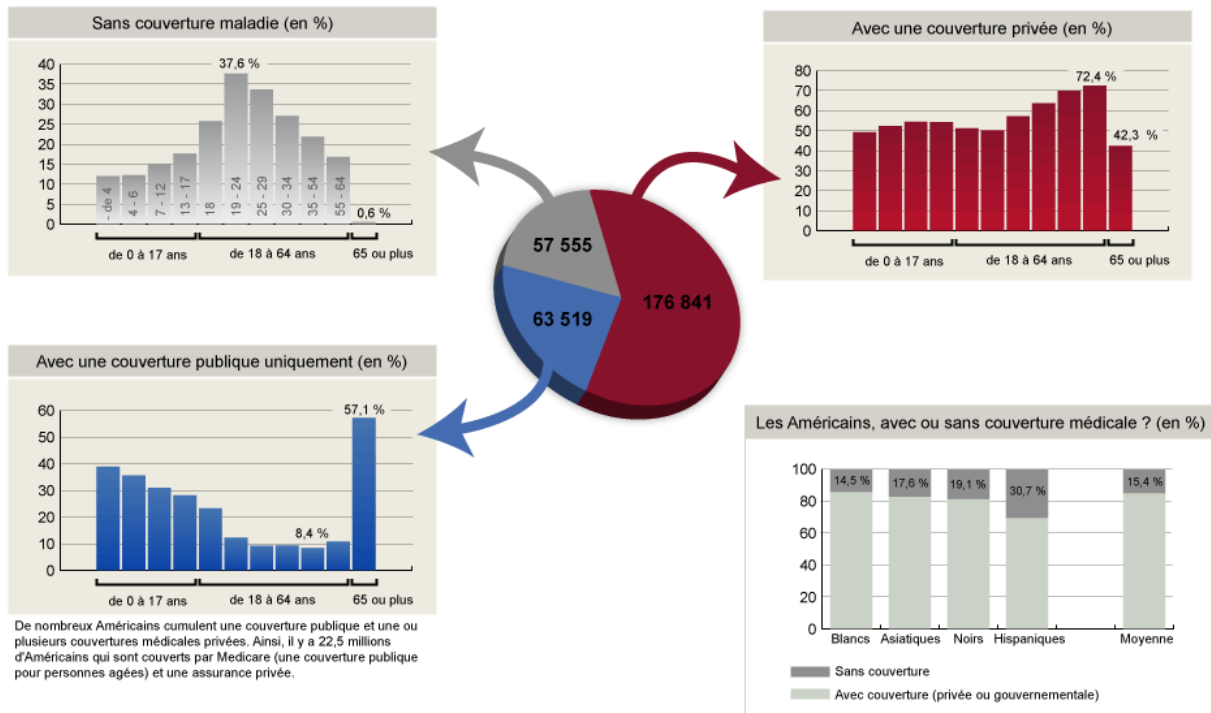 Sans couverture maladie (en %)
40
35
30
25
20
15
10
5
0
37,6 %
- de 4
4 - 6
7 - 12
13 - 17
18
19 - 24
25 - 29
30 - 34
35 - 54
55 - 64
0,6 %
de 0 à 17 ans
de 18 à 64 ans
65 ou plus
Avec une couverture privée (en %)
80
70
60
50
40
30
20
10
0
72,4 %
42,3 %
de 0 à 17 ans
de 18 à 64 ans
65 ou plus
57 555
176 841
63 519
Avec une couverture publique uniquement (en %)
60
50
40
30
20
10
0
57,1 %
8,4 %
de 0 à 17 ans
de 18 à 64 ans
65 ou plus
De nombreux Américains cumulent une couverture publique et une ou
plusieurs couvertures médicales privées. Ainsi, il y a 22,5 millions
d'Américains qui sont couverts par Medicare (une couverture publique
pour personnes agées) et une assurance privée.
Les Américains, avec ou sans couverture médicale ? (en %)
100
80
60
40
20
0
14,5 %
17,6 %
19,1 %
30,7 %
15,4 %
Blancs
Asiatiques
Noirs
Hispaniques
Moyenne
Sans couverture
Avec couverture (privée ou gouvernementale)